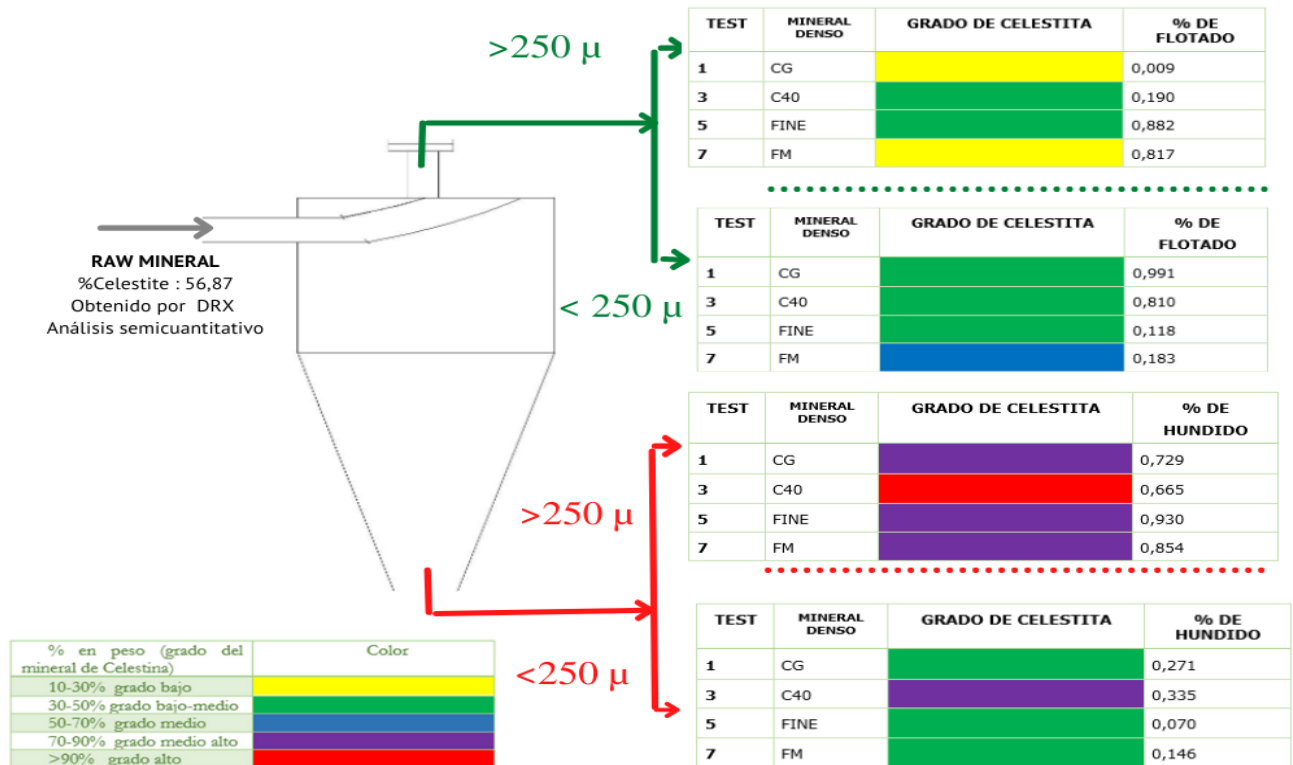 >250 µ
TEST MINERAL DENSO GRADO DE CELESTITA % DE FLOTADO
1 CG 0,009
3 C40 0,190
5 FINE 0,882
7 FM 0,817
RAW MINERAL
%Celestite : 56,87
Obtenido por DRX
Análisis semicuantitativo
< 250 µ
TEST MINERAL DENSO GRADO DE CELESTITA % DE FLOTADO
1 CG 0,991
3 C40 0,810
5 FINE 0,118
7 FM 0,183
>250 µ
TEST MINERAL DENSO GRADO DE CELESTITA % DE HUNDIDO
1 CG 0,729
3 C40 0,665
5 FINE 0,930
7 FM 0,854
<250 µ
TEST MINERAL DENSO GRADO DE CELESTITA % DE HUNDIDO
1 CG 0,271
3 C40 0,335
5 FINE 0,070
7 FM 0,146
% en peso (grado del mineral de Celestina) Color
10-30% grado bajo
30-50% grado bajo-medio
50-70% grado medio
70-90% grado medio alto
>90% grado alto